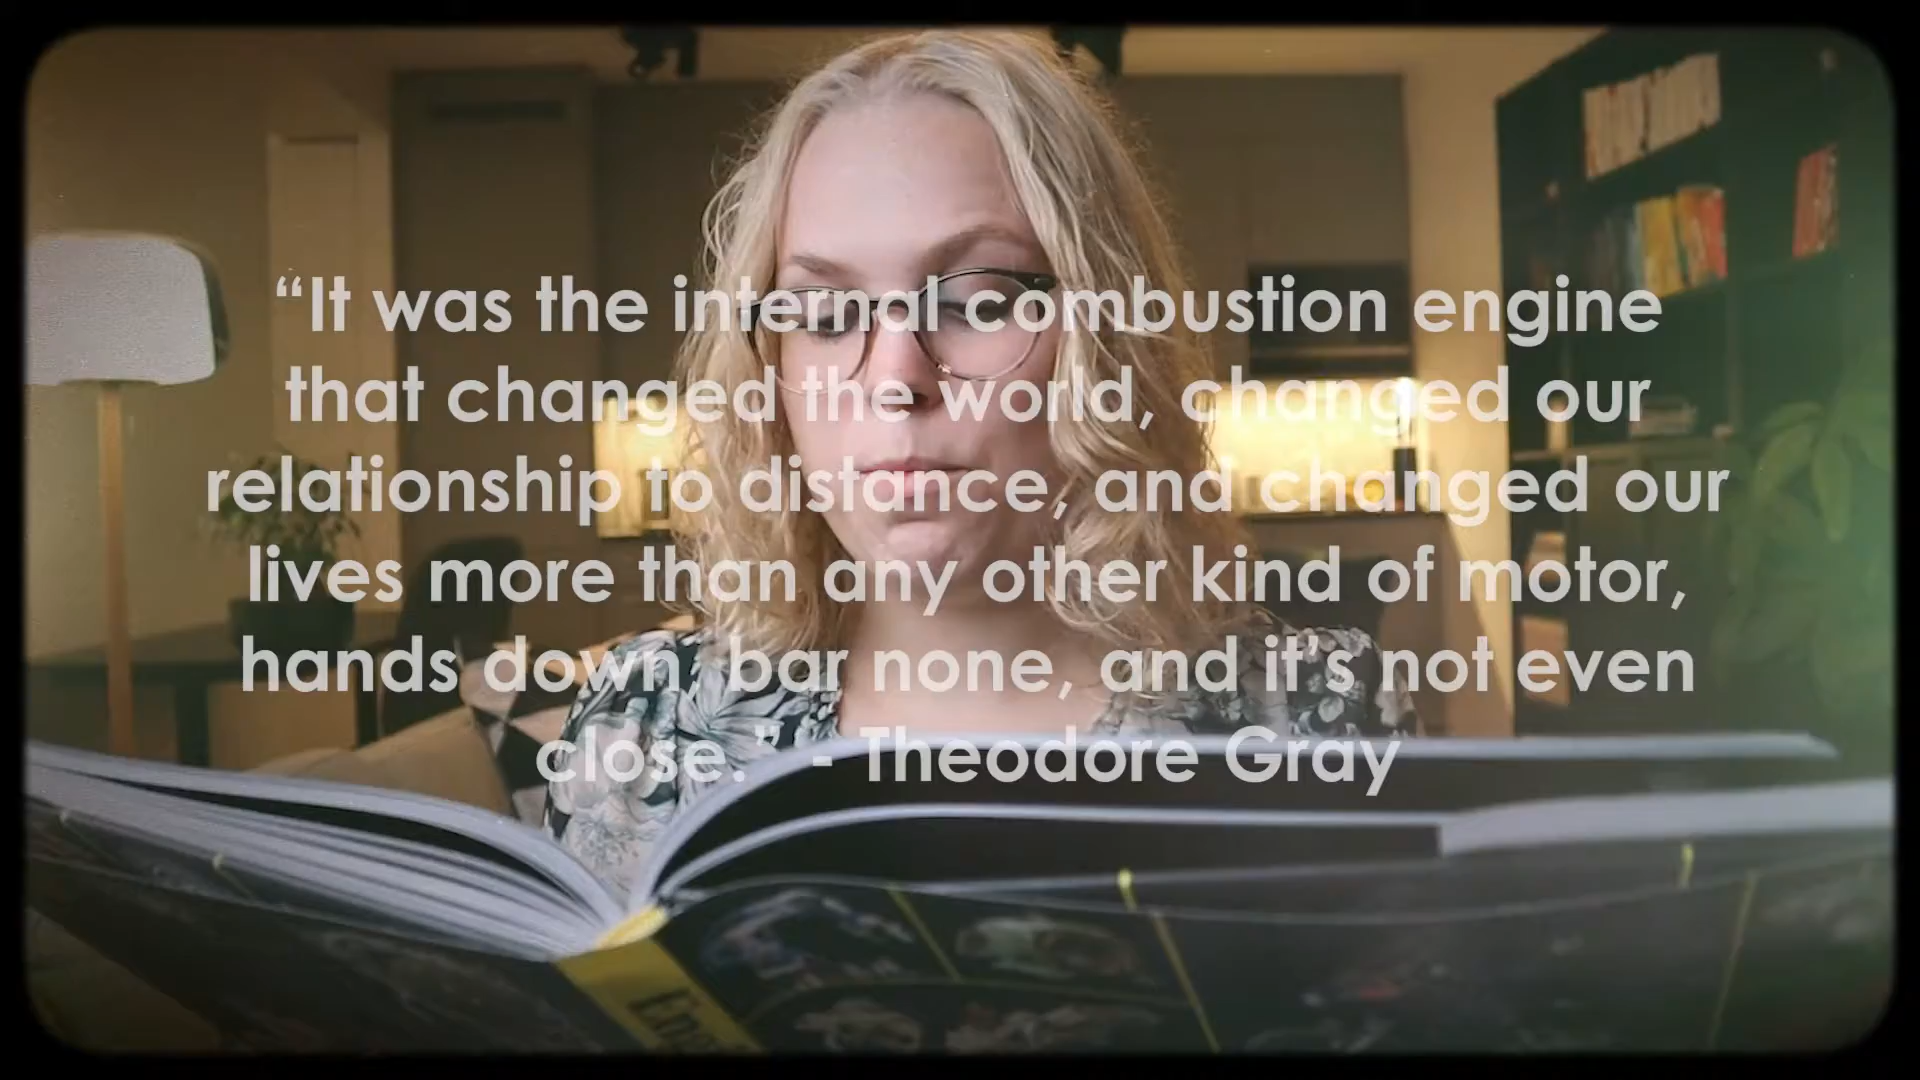 “It was the internal combustion engine
that changed the world, changed our
relationship to distance, and changed our
lives more than any other kind of motor,
hands down, bar none, and it’s not even
close.” - Theodore Gray